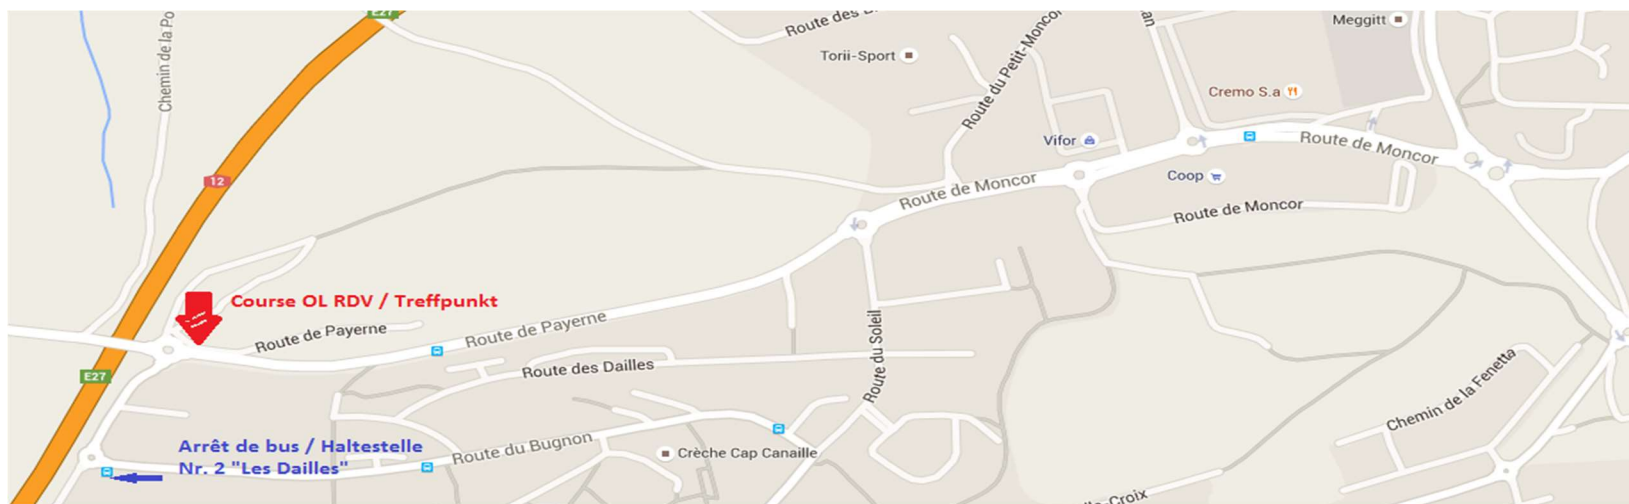 E27
Route des
Meggitt
Torii-Sport
Chemin de la Po
Route du Petit-Moncor
Cremo S.a
Vifor
Route de Moncor
12
Coop
Route de Moncor
Route de Moncor
Course OL RDV / Treffpunkt
Route de Payerne
Route de Payerne
Route du Soleil
E27
Route des Dailles
Chemin de la Fenetta
Arrêt de bus / Haltestelle
Nr. 2 "Les Dailles"
Route du Bugnon
Crèche Cap Canaille
-Croix